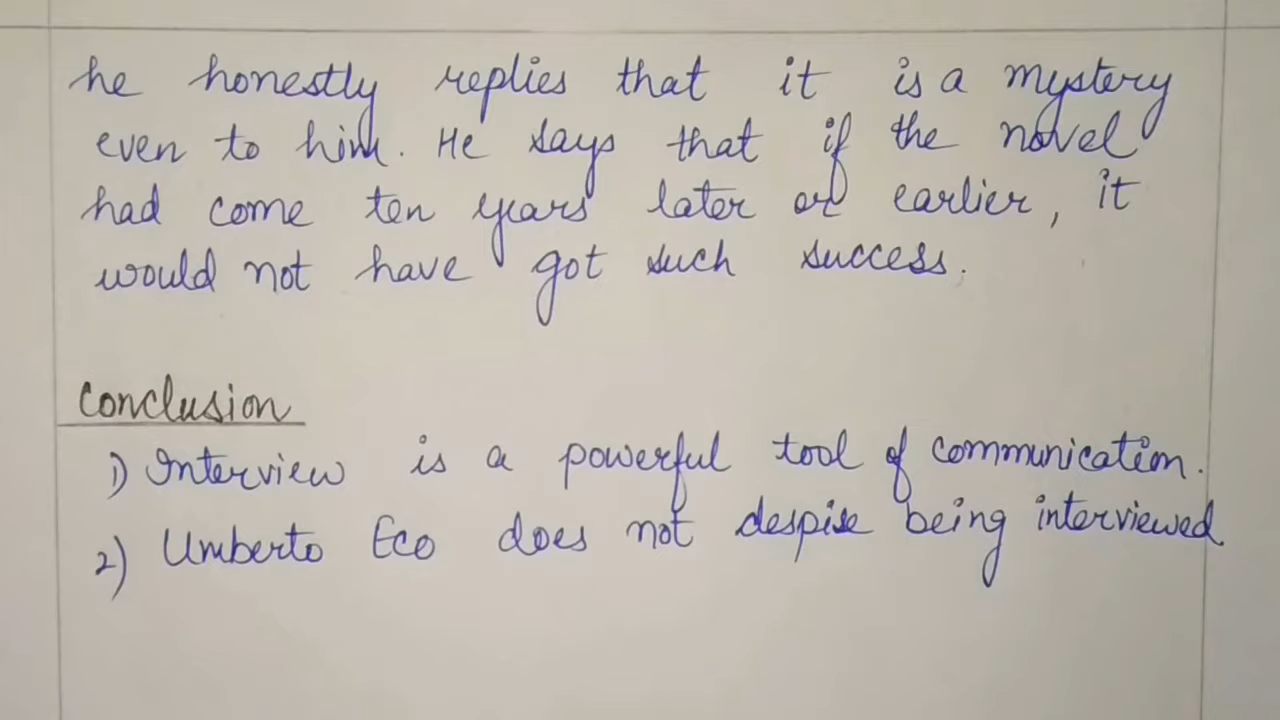 he honestly replies that it is a mystery
even to him. He says that if the novel
had come ten years later or earlier, it
would not have got such success.
Conclusion
1) Interview is a powerful tool of communication.
2) Umberto Eco does not despise being interviewed